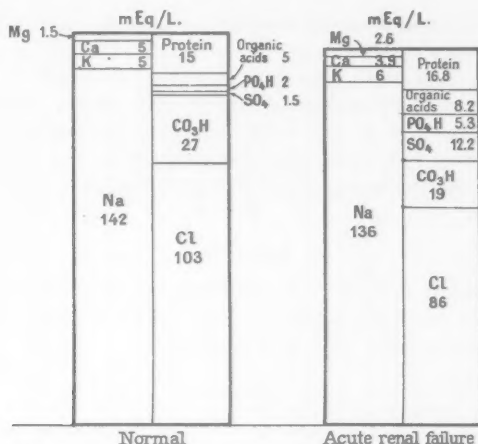 mEq/L.
Mg 1.5
Ca 5
K 5
Na
142
Protein
15
Organic
acids 5
PO₄H 2
SO₄ 1.5
CO₃H
27
Cl
103
Normal
mEq/L.
Mg 2.6
Ca 3.9
K 6
Na
136
Protein
16.8
Organic
acids 8.2
PO₄H 5.3
SO₄ 12.2
CO₃H
19
Cl
86
Acute renal failure